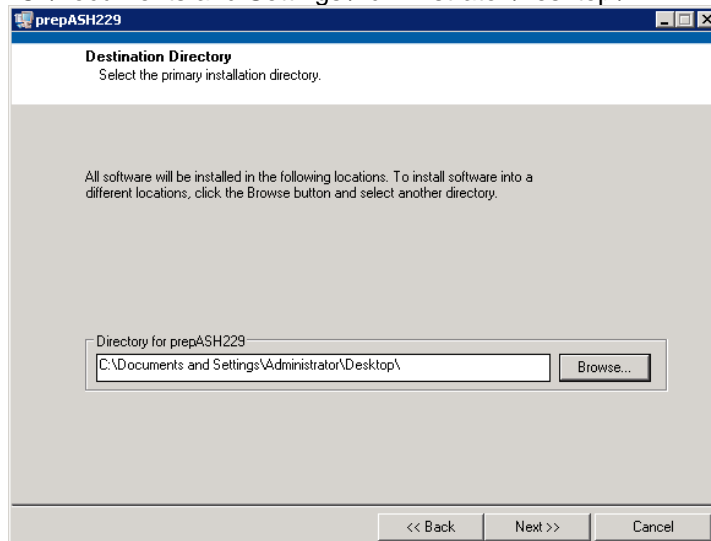 prepASH229
Destination Directory
Select the primary installation directory.
All software will be installed in the following locations. To install software into a
different locations, click the Browse button and select another directory.
Directory for prepASH229
C:\Documents and Settings\Administrator\Desktop\
Browse...
<< Back
Next >>
Cancel